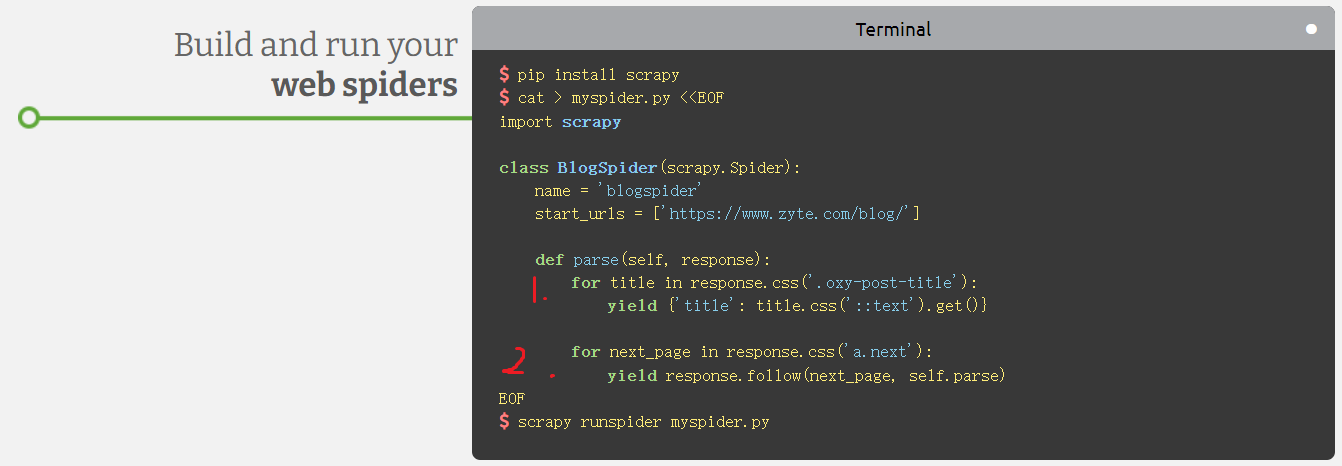 Build and run your
web spiders
Terminal
$ pip install scrapy
$ cat > myspider.py <<EOF
import scrapy
class BlogSpider(scrapy.Spider):
    name = 'blogspider'
    start_urls = ['https://www.zyte.com/blog/']
    def parse(self, response):
1.      for title in response.css('.oxy-post-title'):
            yield {'title': title.css('::text').get()}
2.      for next_page in response.css('a.next'):
            yield response.follow(next_page, self.parse)
EOF
$ scrapy runspider myspider.py